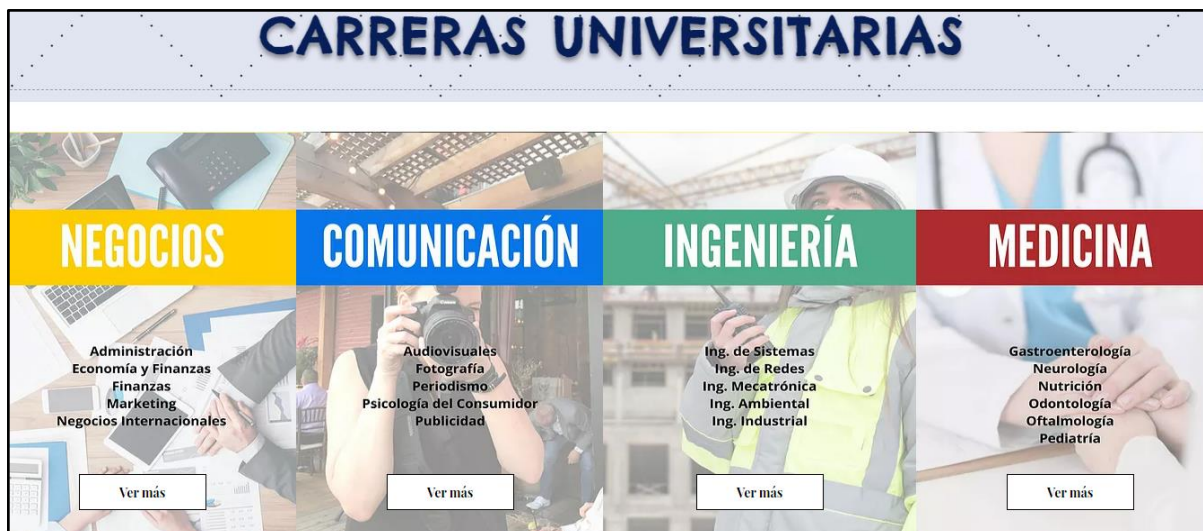 CARRERAS UNIVERSITARIAS
NEGOCIOS
Administración
Economía y Finanzas
Finanzas
Marketing
Negocios Internacionales
Ver más
COMUNICACIÓN
Audiovisuales
Fotografía
Periodismo
Psicología del Consumidor
Publicidad
Ver más
INGENIERÍA
Ing. de Sistemas
Ing. de Redes
Ing. Mecatrónica
Ing. Ambiental
Ing. Industrial
Ver más
MEDICINA
Gastroenterología
Neurología
Nutrición
Odontología
Oftalmología
Pediatría
Ver más